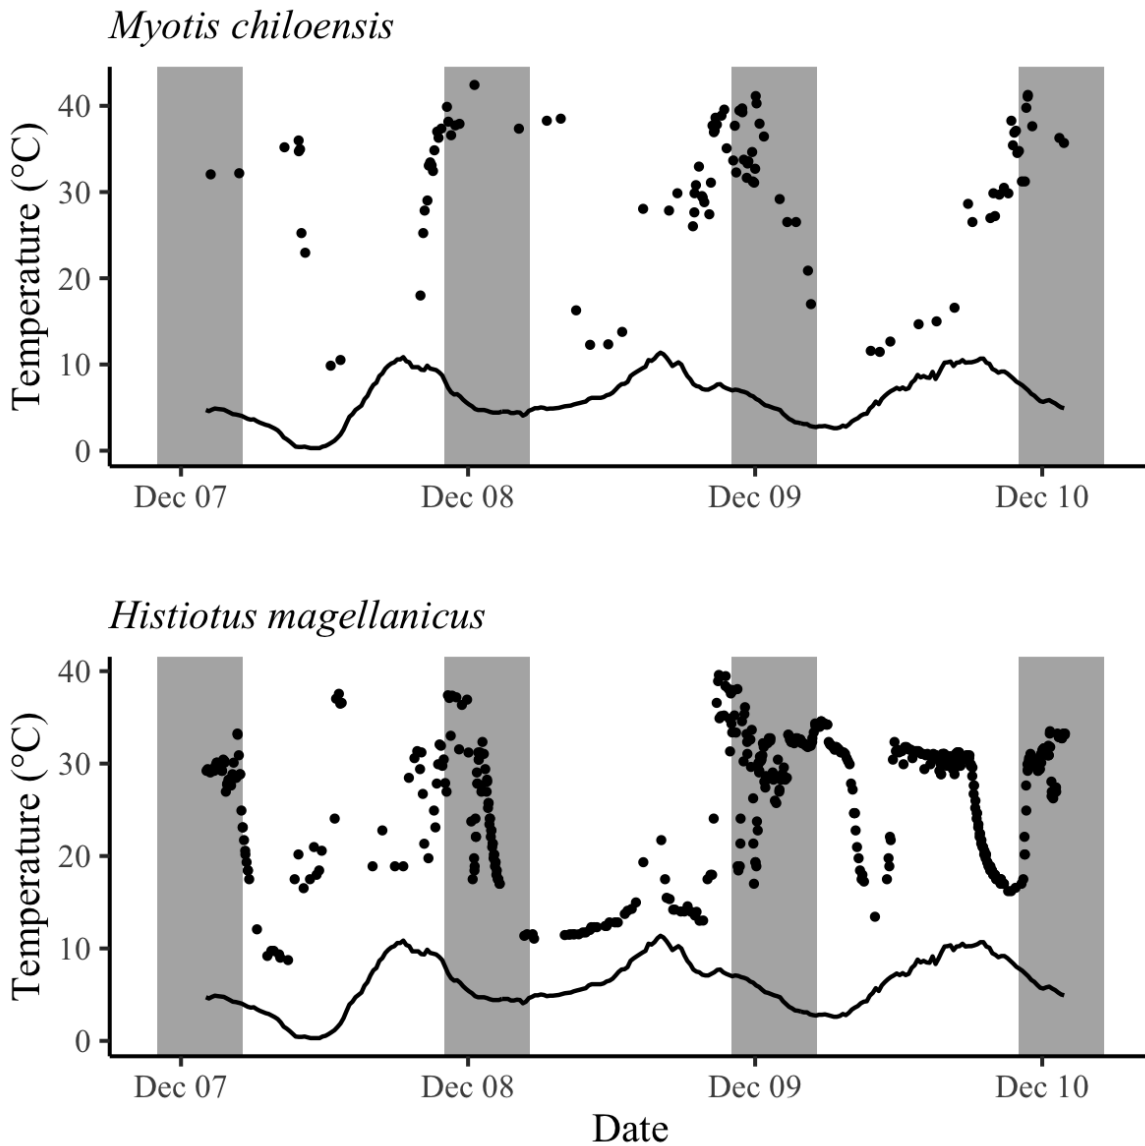 Myotis chiloensis
Temperature (°C)
40
30
20
10
0
Dec 07 Dec 08 Dec 09 Dec 10
Histiotus magellanicus
Temperature (°C)
40
30
20
10
0
Dec 07 Dec 08 Dec 09 Dec 10
Date